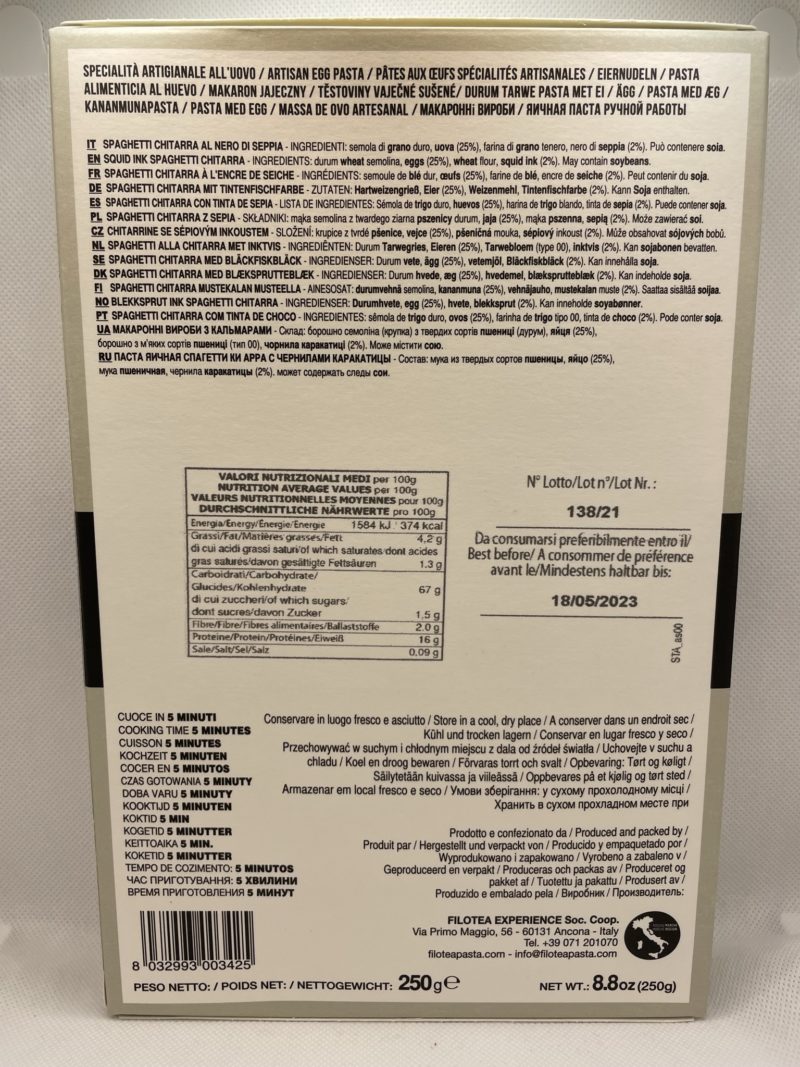 SPECIALITÀ ARTIGIANALE ALL'UOVO / ARTISAN EGG PASTA / PÂTES AUX ŒUFS SPÉCIALITÉS ARTISANALES / EIERNUDELN / PASTA
ALIMENTICIA AL HUEVO / MAKARON JAJECZNY / TĚSTOVINY VAJEČNÉ SUŠENÉ/ DURUM TARWE PASTA MET EI / ÄGG / PASTA MED ÆG /
KANANMUNAPASTA / PASTA MED EGG / MASSA DE OVO ARTESANAL / МАКАРОННі ВИРОБИ / ЯИЧНАЯ ПАСТА РУЧНОЙ РАБОТЫ
IT SPAGHETTI CHITARRA AL NERO DI SEPPIA - INGREDIENTI: semola di grano duro, uova (25%), farina di grano tenero, nero di seppia (2%). Può contenere soia.
EN SQUID INK SPAGHETTI CHITARRA - INGREDIENTS: durum wheat semolina, eggs (25%), wheat flour, squid ink (2%). May contain soybeans.
FR SPAGHETTI CHITARRA À L'ENCRE DE SEICHE - INGRÉDIENTS: semoule de blé dur, œufs (25%), farine de blé, encre de seiche (2%). Peut contenir du soja.
DE SPAGHETTI CHITARRA MIT TINTENFISCHFARBE - ZUTATEN: Hartweizengrieß, Eier (25%), Weizenmehl, Tintenfischfarbe (2%). Kann Soja enthalten.
ES SPAGHETTI CHITARRA CON TINTA DE SEPIA - LISTA DE INGREDIENTES: Sémola de trigo duro, huevos (25%), harina de trigo blando, tinta de sepia (2%). Puede contener soja.
PL SPAGHETTI CHITARRA Z SEPIA - SKŁADNIKI: mąka semolina z twardego ziarna pszenicy durum, jaja (25%), mąka pszenna, sepią (2%). Może zawierać soi.
CZ CHITARRINE SE SÉPIOVÝM INKOUSTEM - SLOŽENÍ: krupice z tvrdé pšenice, vejce (25%), pšeničná mouka, sépiový inkoust (2%). Může obsahovat sójových bobů.
NL SPAGHETTI ALLA CHITARRA MET INKTVIS - INGREDIËNTEN: Durum Tarwegries, Eieren (25%), Tarwebloem (type 00), inktvis (2%). Kan sojabonen bevatten.
SE SPAGHETTI CHITARRA MED BLÄCKFISKBLÄCK - INGREDIENSER: Durum vete, ägg (25%), vetemjöl, Bläckfiskbläck (2%). Kan innehålla soja.
DK SPAGHETTI CHITARRA MED BLÆKSPRUTTEBLÆK - INGREDIENSER: Durum hvede, æg (25%), hvedemel, blæksprutteblæk (2%). Kan indeholde soja.
FI SPAGHETTI CHITARRA MUSTEKALAN MUSTEELLA - AINESOSAT: durumvehnä semolina, kananmuna (25%), vehnäjauho, mustekalan muste (2%). Saattaa sisältää soijaa.
NO BLEKKSPRUT INK SPAGHETTI CHITARRA - INGREDIENSER: Durumhvete, egg (25%), hvete, blekksprut (2%). Kan inneholde soyabønner.
PT SPAGHETTI CHITARRA COM TINTA DE CHOCO - INGREDIENTES: sêmola de trigo duro, ovos (25%), farinha de trigo tipo 00, tinta de choco (2%). Pode conter soja.
UA МАКАРОННІ ВИРОБИ З КАЛЬМАРАМИ - Склад: борошно семоліна (крупка) з твердих сортів пшениці (дурум), яйця (25%),
борошно з м'яких сортів пшениці (тип 00), чорнила каракатиці (2%). Може містити сою.
RU ПАСТА ЯИЧНАЯ СПАГЕТТИ КИ АРРА С ЧЕРНИЛАМИ КАРАКАТИЦЫ - Состав: мука из твердых сортов пшеницы, яйцо (25%),
мука пшеничная, чернила каракатицы (2%). может содержать следы сои.
VALORI NUTRIZIONALI MEDI per 100g
NUTRITION AVERAGE VALUES per 100g
VALEURS NUTRITIONNELLES MOYENNES pour 100g
DURCHSCHNITTLICHE NÄHRWERTE pro 100g
Energia/Energy/Énergie/Energie 1584 kJ / 374 kcal
Grassi/Fat/Matières grasses/Fett 4,2 g
di cui acidi grassi saturi/of which saturates/dont acides
gras saturés/davon gesättigte Fettsäuren 1.3 g
Carboidrati/Carbohydrate/
Glucides/Kohlenhydrate 67 g
di cui zuccheri/of which sugars/
dont sucres/davon Zucker 1,5 g
Fibre/Fibre/Fibres alimentaires/Ballaststoffe 2.0 g
Proteine/Protein/Protéines/Eiweiß 16 g
Sale/Salt/Sel/Salz 0,09 g
N° Lotto/Lot n°/Lot Nr.:
138/21
Da consumarsi preferibilmente entro il/
Best before/ A consommer de préférence
avant le/Mindestens haltbar bis:
18/05/2023
STA_as00
CUOCE IN 5 MINUTI
COOKING TIME 5 MINUTES
CUISSON 5 MINUTES
KOCHZEIT 5 MINUTEN
COCER EN 5 MINUTOS
CZAS GOTOWANIA 5 MINUTY
DOBA VARU 5 MINUTY
KOOKTIJD 5 MINUTEN
KOKTID 5 MIN
KOGETID 5 MINUTTER
KEITTOAIKA 5 MIN.
KOKETID 5 MINUTTER
TEMPO DE COZIMENTO: 5 MINUTOS
ЧАС ПРИГОТУВАННЯ: 5 ХВИЛИНИ
ВРЕМЯ ПРИГОТОВЛЕНИЯ 5 МИНУТ
Conservare in luogo fresco e asciutto / Store in a cool, dry place / A conserver dans un endroit sec /
Kühl und trocken lagern / Conservar en lugar fresco y seco /
Przechowywać w suchym i chłodnym miejscu z dala od źródeł światła / Uchovejte v suchu a
chladu / Koel en droog bewaren / Förvaras torrt och svalt / Opbevaring: Tørt og køligt /
Säilytetään kuivassa ja viileässä / Oppbevares på et kjølig og tørt sted /
Armazenar em local fresco e seco / Умови зберігання: у сухому прохолодному місці /
Хранить в сухом прохладном месте при
Prodotto e confezionato da / Produced and packed by /
Produit par / Hergestellt und verpackt von / Producido y empaquetado por /
Wyprodukowano i zapakowano / Vyrobeno a zabaleno v /
Geproduceerd en verpakt / Produceras och packas av / Produceret og
pakket af / Tuotettu ja pakattu / Produsert av /
Produzido e embalado pela / Виробник / Производитель:
FILOTEA EXPERIENCE Soc. Coop.
Via Primo Maggio, 56 - 60131 Ancona - Italy
Tel. +39 071 201070
filoteapasta.com - info@filoteapasta.com
8 032993 003425
PESO NETTO: / POIDS NET: / NETTOGEWICHT: 250g℮
NET WT.: 8.8oz (250g)